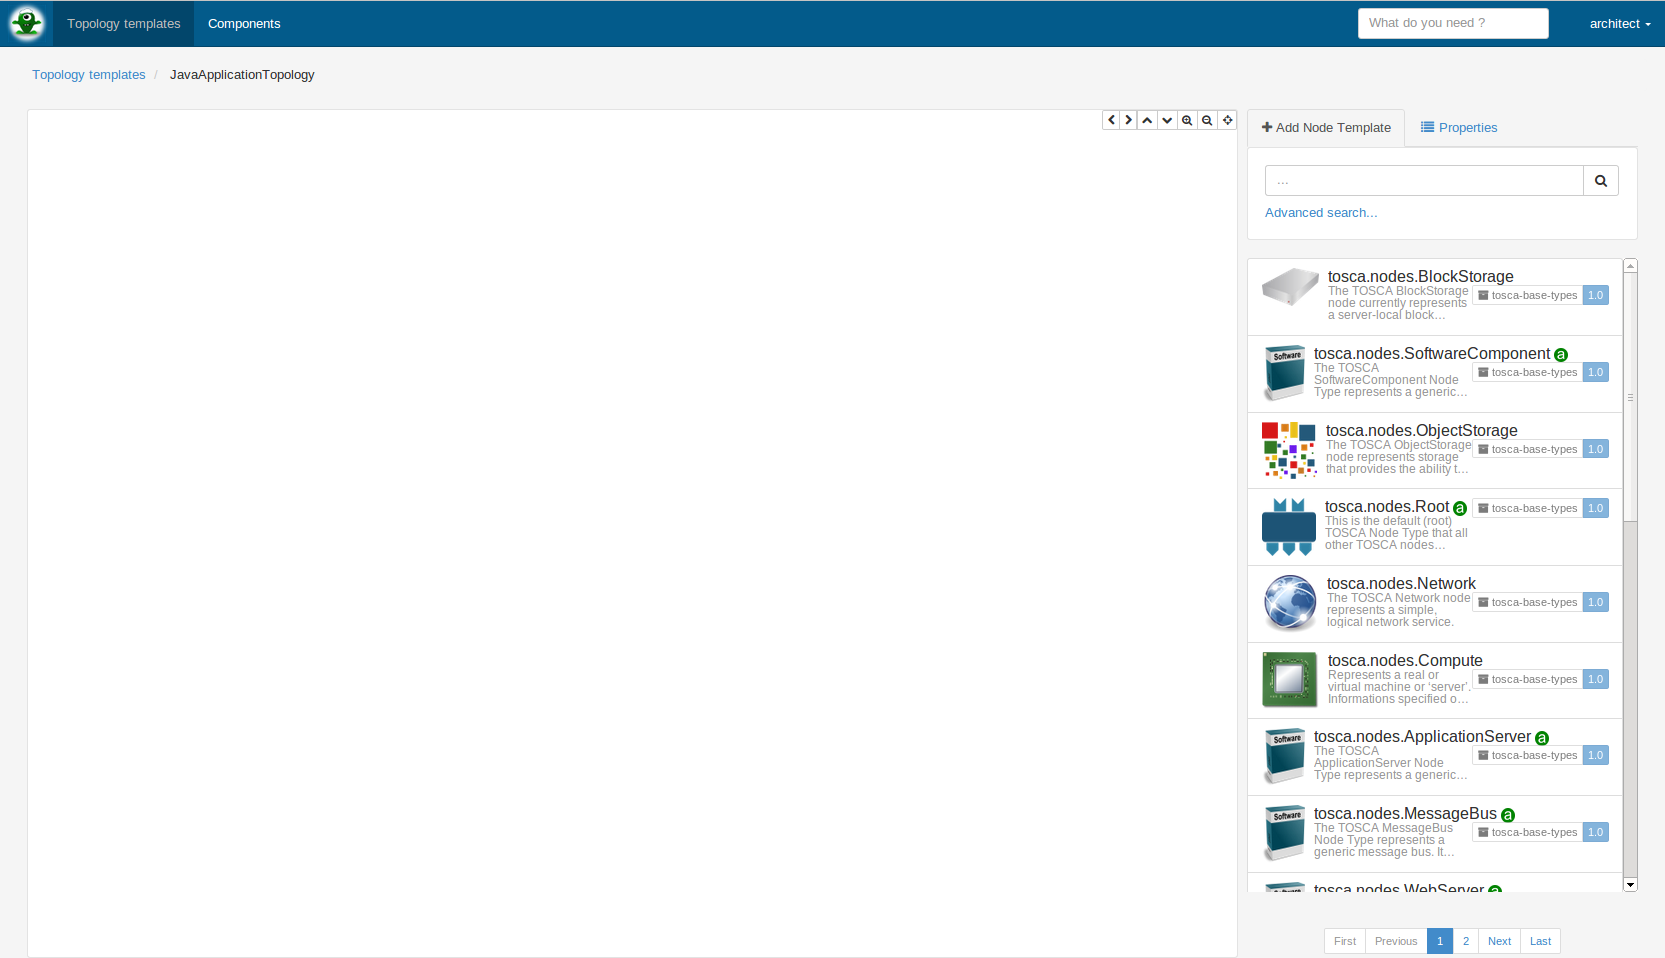 Topology templates
Components
What do you need ?
architect
Topology templates / JavaApplicationTopology
Add Node Template
Properties
...
Advanced search...
tosca.nodes.BlockStorage
The TOSCA BlockStorage
node currently represents
a server-local block...
tosca-base-types 1.0
tosca.nodes.SoftwareComponent a
The TOSCA
SoftwareComponent Node
Type represents a generic...
tosca-base-types 1.0
tosca.nodes.ObjectStorage
The TOSCA ObjectStorage
node represents storage
that provides the ability t...
tosca-base-types 1.0
tosca.nodes.Root a
This is the default (root)
TOSCA Node Type that all
other TOSCA nodes...
tosca-base-types 1.0
tosca.nodes.Network
The TOSCA Network node
represents a simple,
logical network service.
tosca-base-types 1.0
tosca.nodes.Compute
Represents a real or
virtual machine or ‘server’.
Informations specified o...
tosca-base-types 1.0
Software
tosca.nodes.ApplicationServer a
The TOSCA
ApplicationServer Node
Type represents a generic...
tosca-base-types 1.0
Software
tosca.nodes.MessageBus a
The TOSCA MessageBus
Node Type represents a
generic message bus. It...
tosca-base-types 1.0
tosca.nodes.WebServer a
First Previous 1 2 Next Last